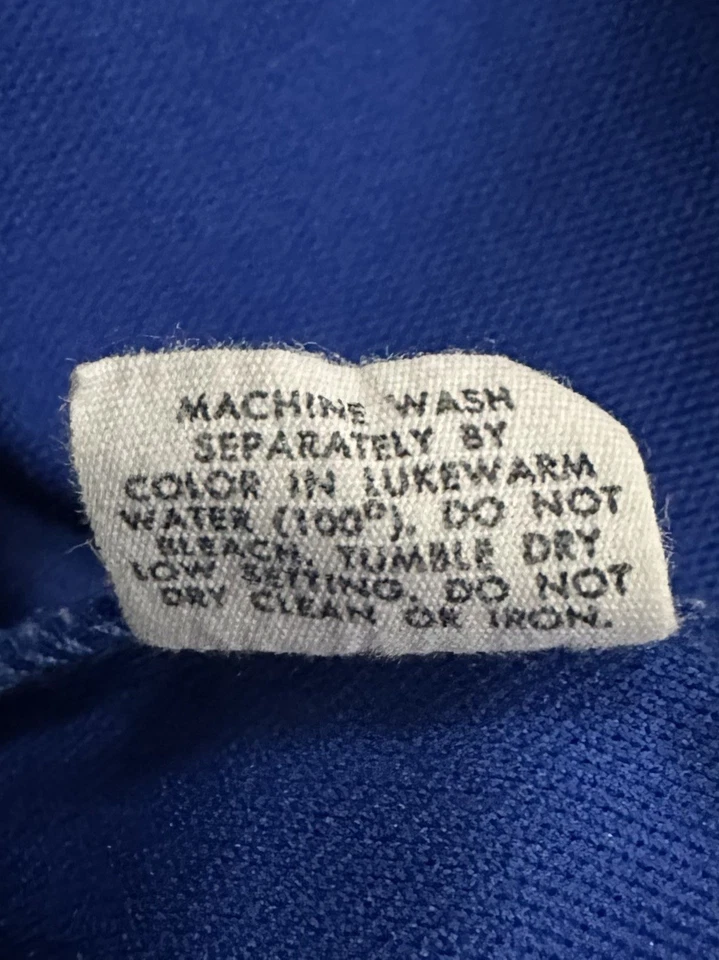 MACHINE WASH
SEPARATELY BY
COLOR IN LUKEWARM
WATER (100°). DO NOT
BLEACH. TUMBLE DRY
LOW SETTING. DO NOT
DRY CLEAN OR IRON.